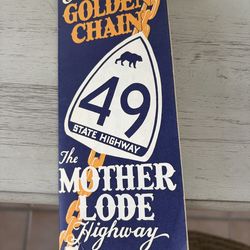 GOLDEN
CHAIN
49
STATE HIGHWAY
The
MOTHER
LODE
Highway